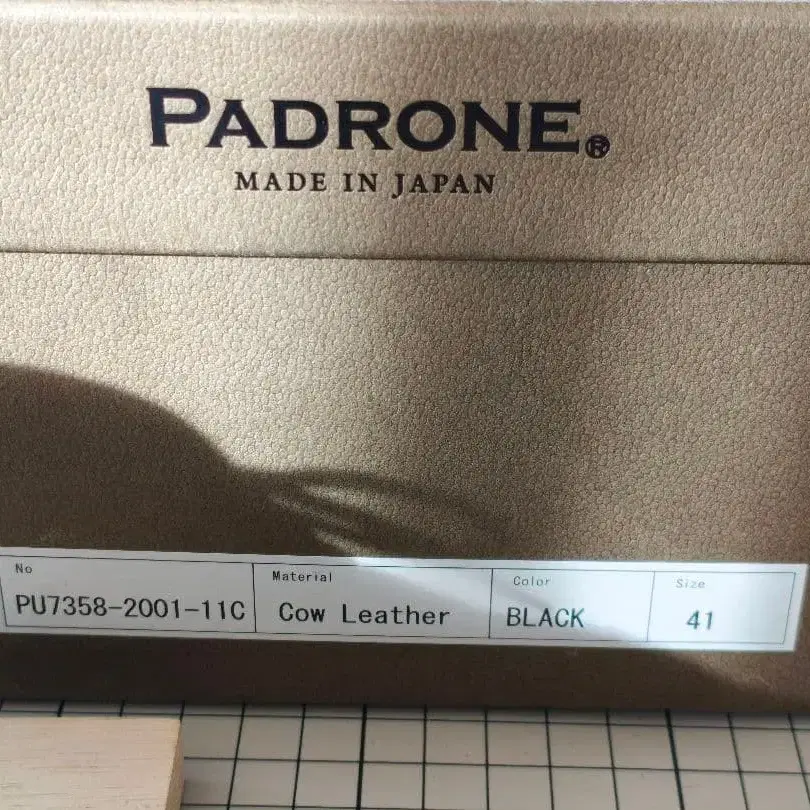 PADRONE®
MADE IN JAPAN
No Material Color Size
PU7358-2001-11C Cow Leather BLACK 41